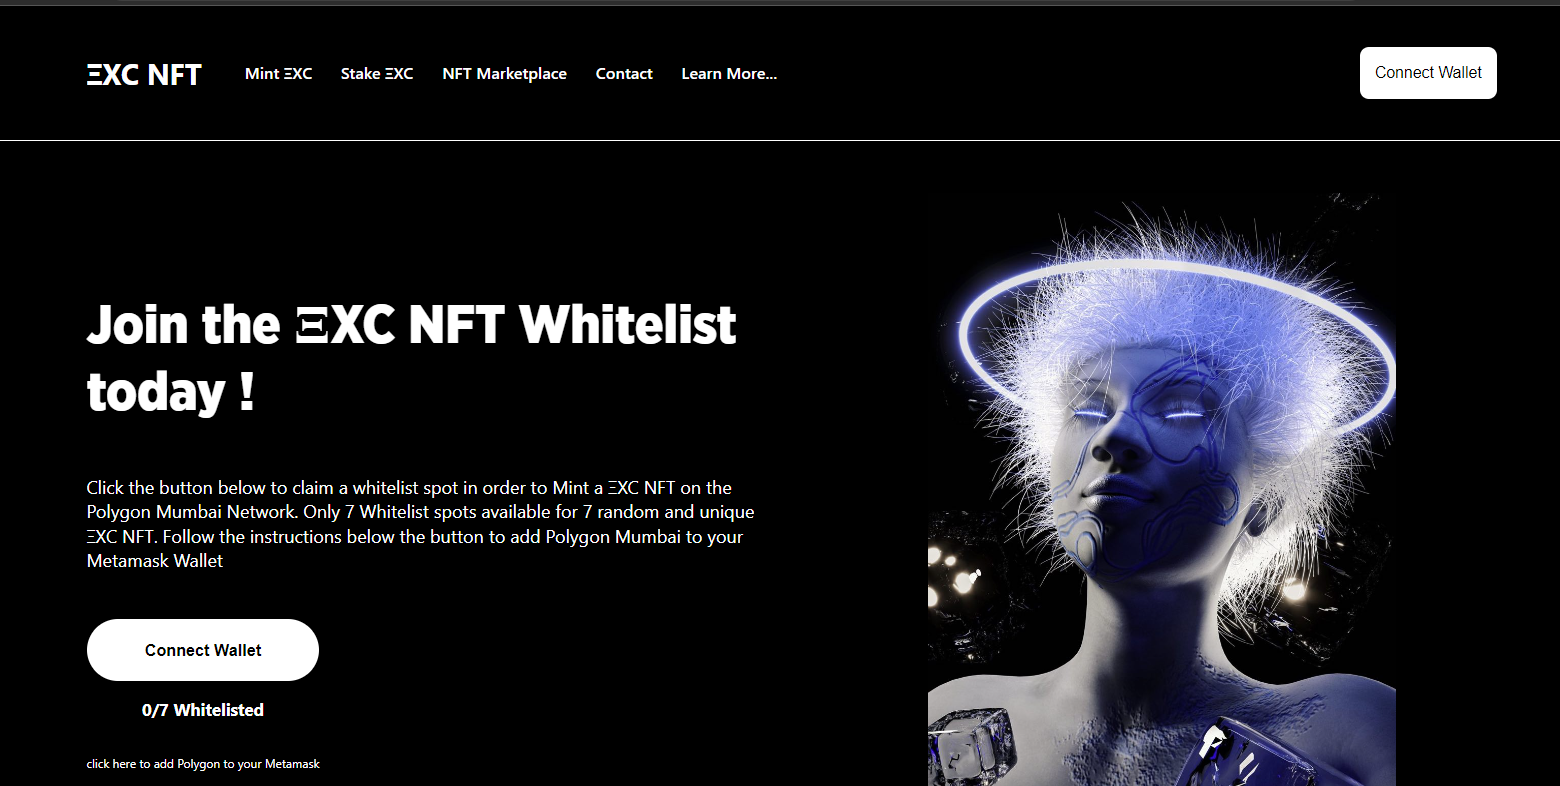 ΞXC NFT
Mint ΞXC
Stake ΞXC
NFT Marketplace
Contact
Learn More...
Connect Wallet
Join the ΞXC NFT Whitelist
today !
Click the button below to claim a whitelist spot in order to Mint a ΞXC NFT on the
Polygon Mumbai Network. Only 7 Whitelist spots available for 7 random and unique
ΞXC NFT. Follow the instructions below the button to add Polygon Mumbai to your
Metamask Wallet
Connect Wallet
0/7 Whitelisted
click here to add Polygon to your Metamask